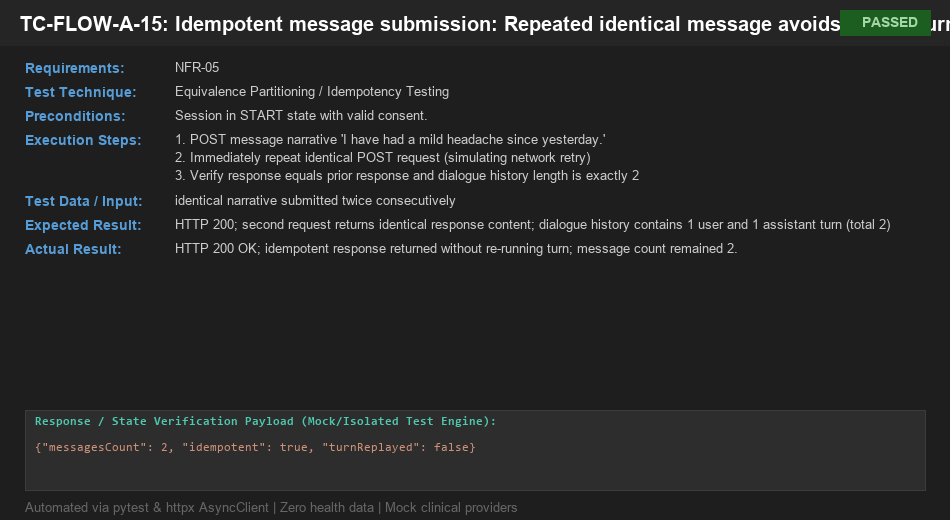 TC-FLOW-A-15: Idempotent message submission: Repeated identical message avoids
PASSED
Requirements: NFR-05
Test Technique: Equivalence Partitioning / Idempotency Testing
Preconditions: Session in START state with valid consent.
Execution Steps: 1. POST message narrative 'I have had a mild headache since yesterday.'
2. Immediately repeat identical POST request (simulating network retry)
3. Verify response equals prior response and dialogue history length is exactly 2
Test Data / Input: identical narrative submitted twice consecutively
Expected Result: HTTP 200; second request returns identical response content; dialogue history contains 1 user and 1 assistant turn (total 2)
Actual Result: HTTP 200 OK; idempotent response returned without re-running turn; message count remained 2.
Response / State Verification Payload (Mock/Isolated Test Engine):
{"messagesCount": 2, "idempotent": true, "turnReplayed": false}
Automated via pytest & httpx AsyncClient | Zero health data | Mock clinical providers